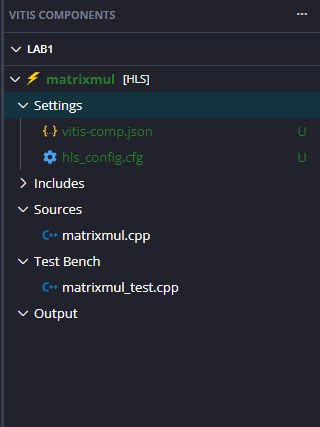 VITIS COMPONENTS ···
LAB1
matrixmul [HLS]
Settings
{..} vitis-comp.json U
hls_config.cfg U
Includes
Sources
C++ matrixmul.cpp
Test Bench
C++ matrixmul_test.cpp
Output